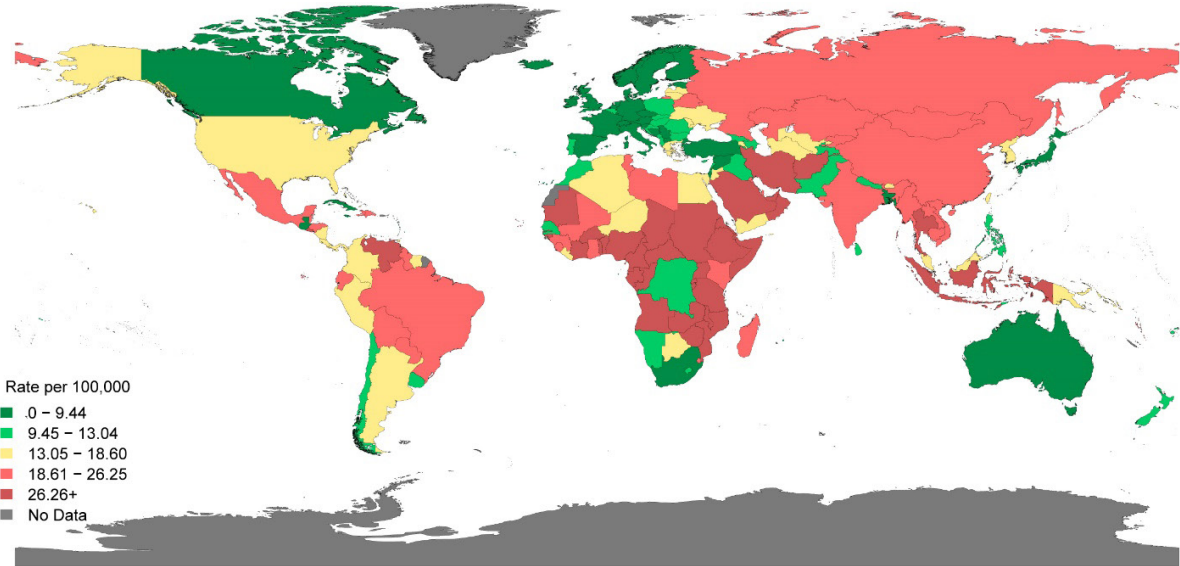 Rate per 100,000
.0 – 9.44
9.45 – 13.04
13.05 – 18.60
18.61 – 26.25
26.26+
No Data